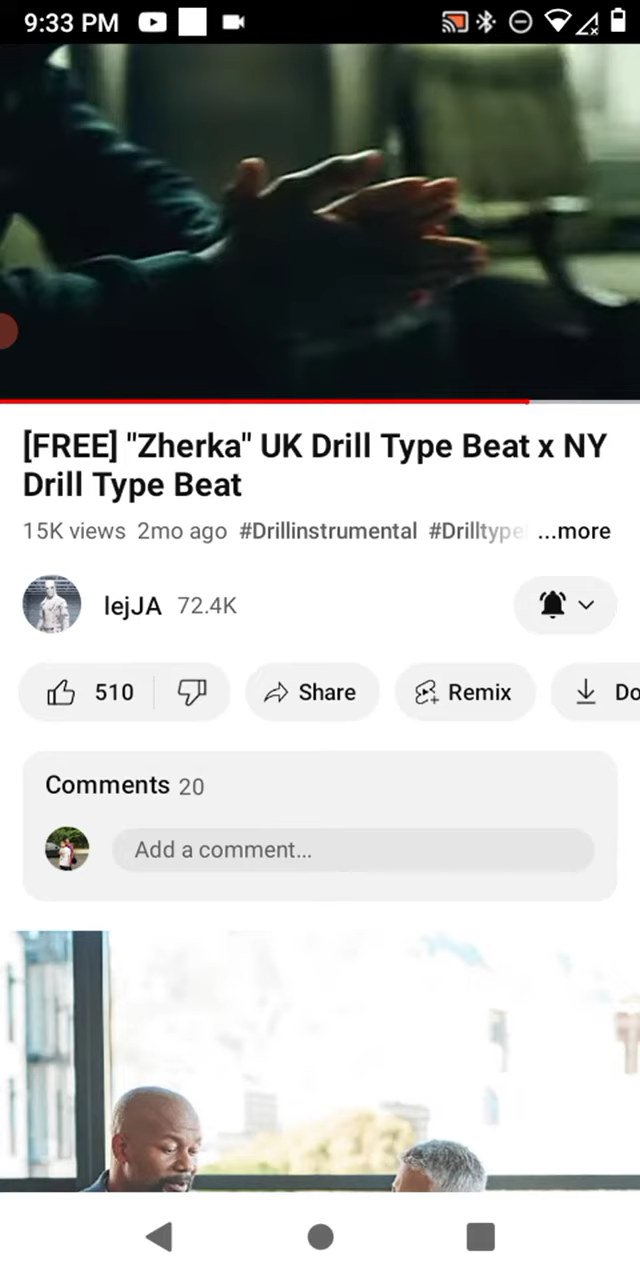 9:33 PM
[FREE] "Zherka" UK Drill Type Beat x NY
Drill Type Beat
15K views 2mo ago #Drillinstrumental #Drilltype ...more
lejJA 72.4K
510 Share Remix Do
Comments 20
Add a comment...